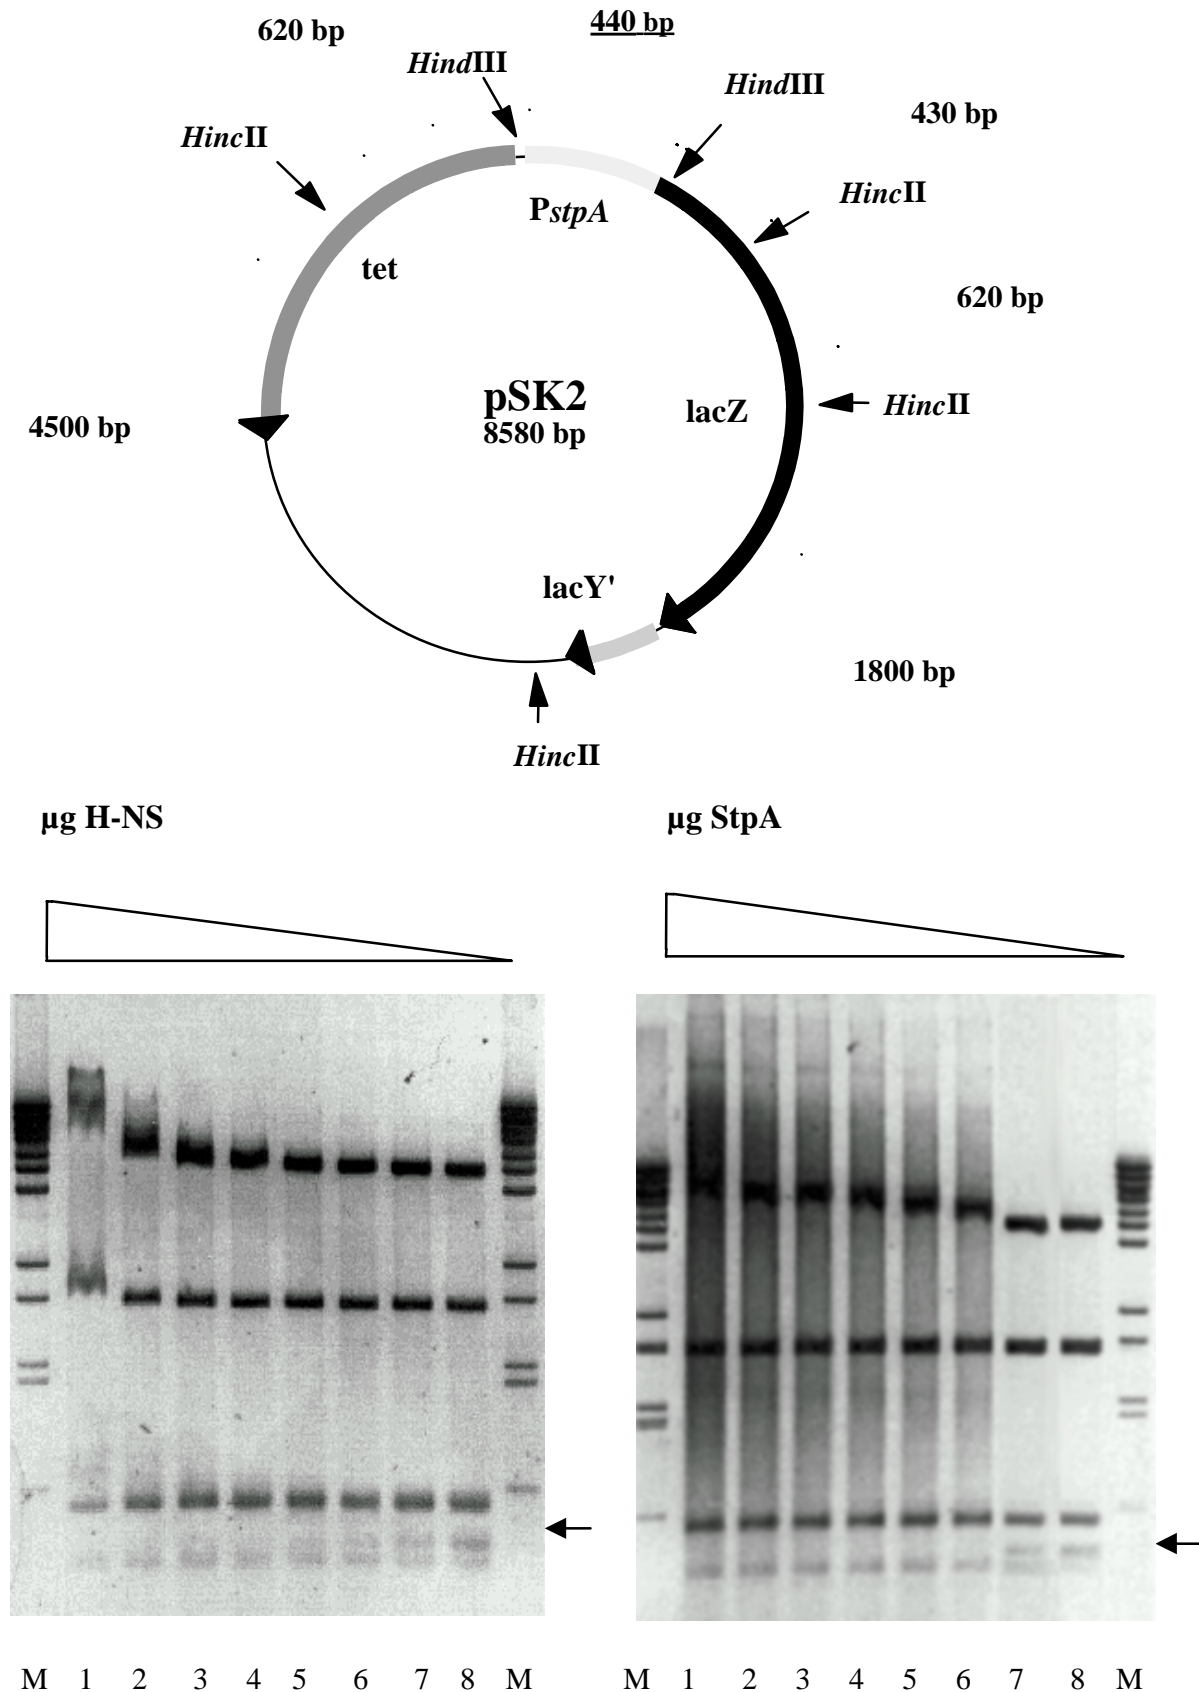 620 bp
440 bp
HindIII
HindIII
430 bp
HincII
HincII
PstpA
tet
620 bp
pSK2
8580 bp
lacZ
HincII
4500 bp
lacY'
1800 bp
HincII
µg H-NS
µg StpA
M 1 2 3 4 5 6 7 8 M
M 1 2 3 4 5 6 7 8 M